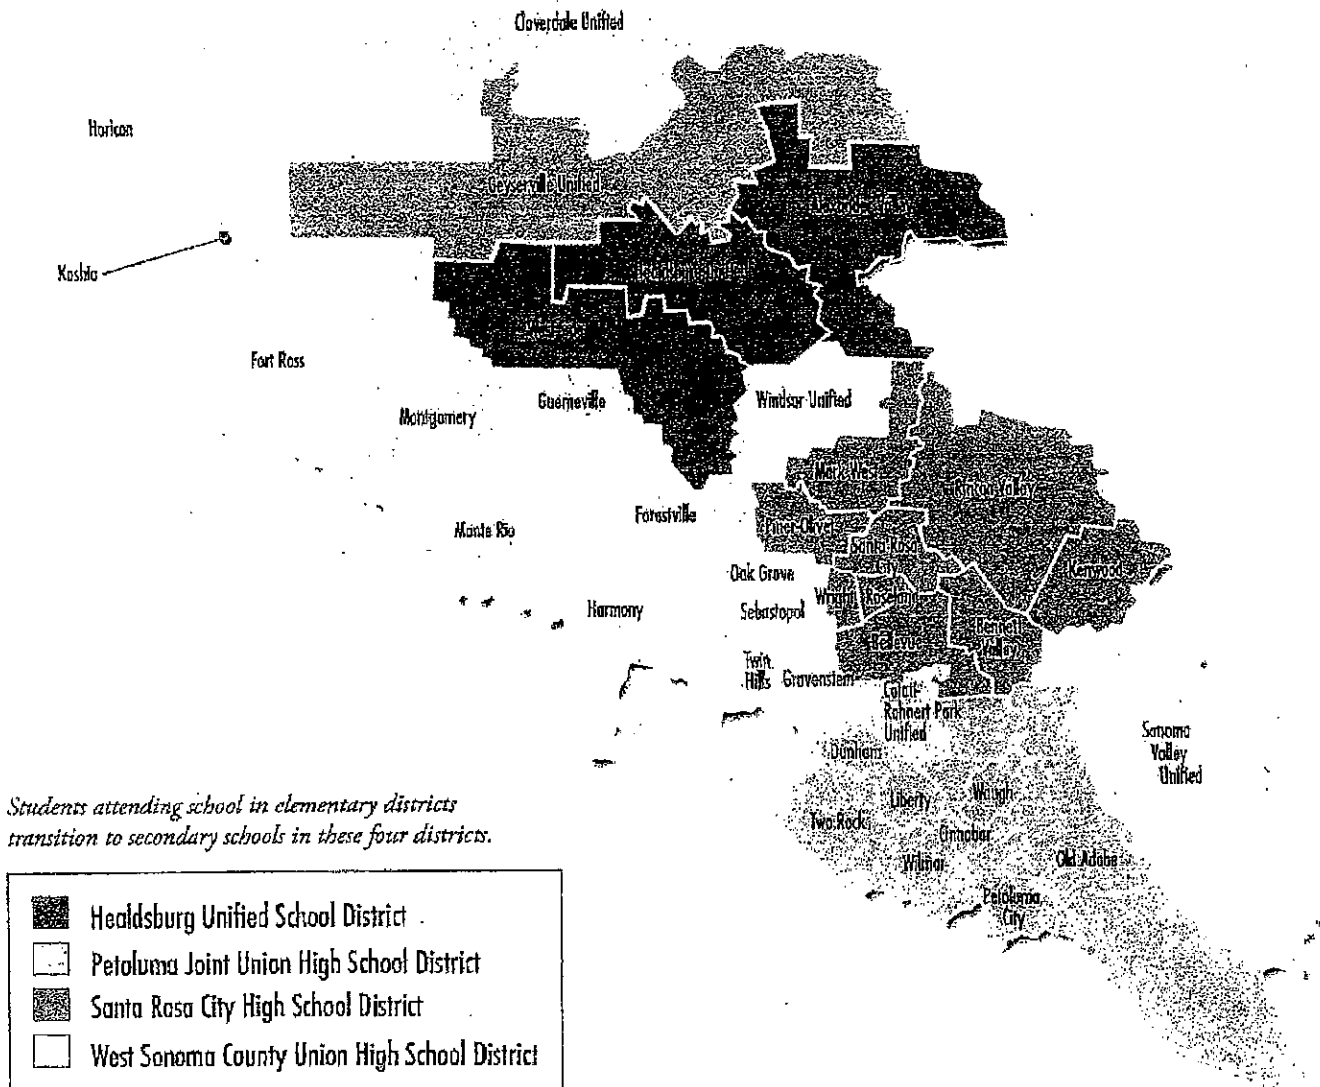 Cloverdale Unified
Horicon
Geyserville Unified
Alexander Valley
Kashia
Healdsburg Unified
Fort Ross
Montgomery
Guerneville
Windsor Unified
Mark West
Rincon Valley
Forestville
Piner-Olivet
Monte Rio
Santa Rosa
City
Oak Grove
Kenwood
Wright
Roseland
Harmony
Sebastopol
Bennett
Valley
Bellevue
Twin
Hills
Gravenstein
Cotati-
Rohnert Park
Unified
Sonoma
Valley
Unified
Dunham
Liberty
Waugh
Two Rock
Cinnabar
Wilmar
Old Adobe
Petaluma
City
Students attending school in elementary districts
transition to secondary schools in these four districts.
Healdsburg Unified School District
Petaluma Joint Union High School District
Santa Rosa City High School District
West Sonoma County Union High School District